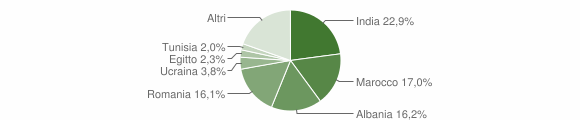 Altri
India 22,9%
Tunisia 2,0%
Egitto 2,3%
Ucraina 3,8%
Marocco 17,0%
Romania 16,1%
Albania 16,2%